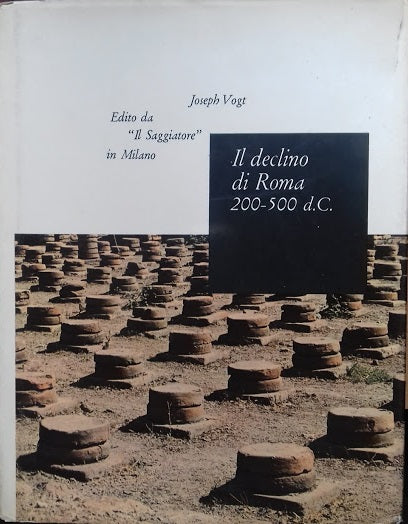 Joseph Vogt
Edito da
"Il Saggiatore"
in Milano
Il declino
di Roma
200-500 d.C.